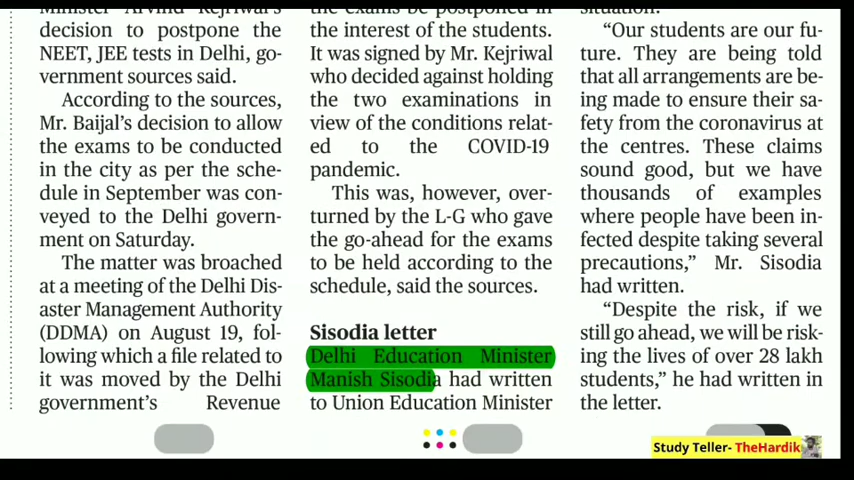 Minister Arvind Kejriwal's
decision to postpone the
NEET, JEE tests in Delhi, go-
vernment sources said.
According to the sources,
Mr. Baijal's decision to allow
the exams to be conducted
in the city as per the sche-
dule in September was con-
veyed to the Delhi govern-
ment on Saturday.
The matter was broached
at a meeting of the Delhi Dis-
aster Management Authority
(DDMA) on August 19, fol-
lowing which a file related to
it was moved by the Delhi
government's Revenue
the exams be postponed in
the interest of the students.
It was signed by Mr. Kejriwal
who decided against holding
the two examinations in
view of the conditions relat-
ed to the COVID-19
pandemic.
This was, however, over-
turned by the L-G who gave
the go-ahead for the exams
to be held according to the
schedule, said the sources.
Sisodia letter
Delhi Education Minister
Manish Sisodia had written
to Union Education Minister
situation.
“Our students are our fu-
ture. They are being told
that all arrangements are be-
ing made to ensure their sa-
fety from the coronavirus at
the centres. These claims
sound good, but we have
thousands of examples
where people have been in-
fected despite taking several
precautions,” Mr. Sisodia
had written.
“Despite the risk, if we
still go ahead, we will be risk-
ing the lives of over 28 lakh
students,” he had written in
the letter.
Study Teller- TheHardik